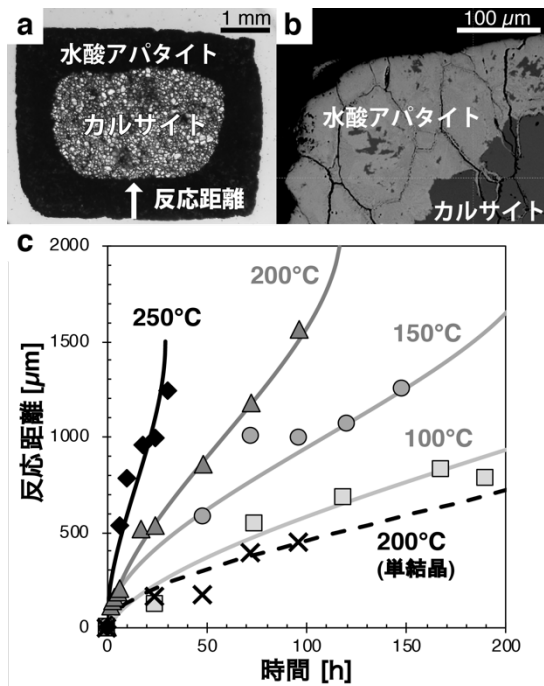 a
1 mm
水酸アパタイト
カルサイト
反応距離
b
100 µm
水酸アパタイト
カルサイト
c
反応距離 [µm]
2000
1500
1000
500
0
250°C
200°C
150°C
100°C
200°C
(単結晶)
0
50
100
150
200
時間 [h]